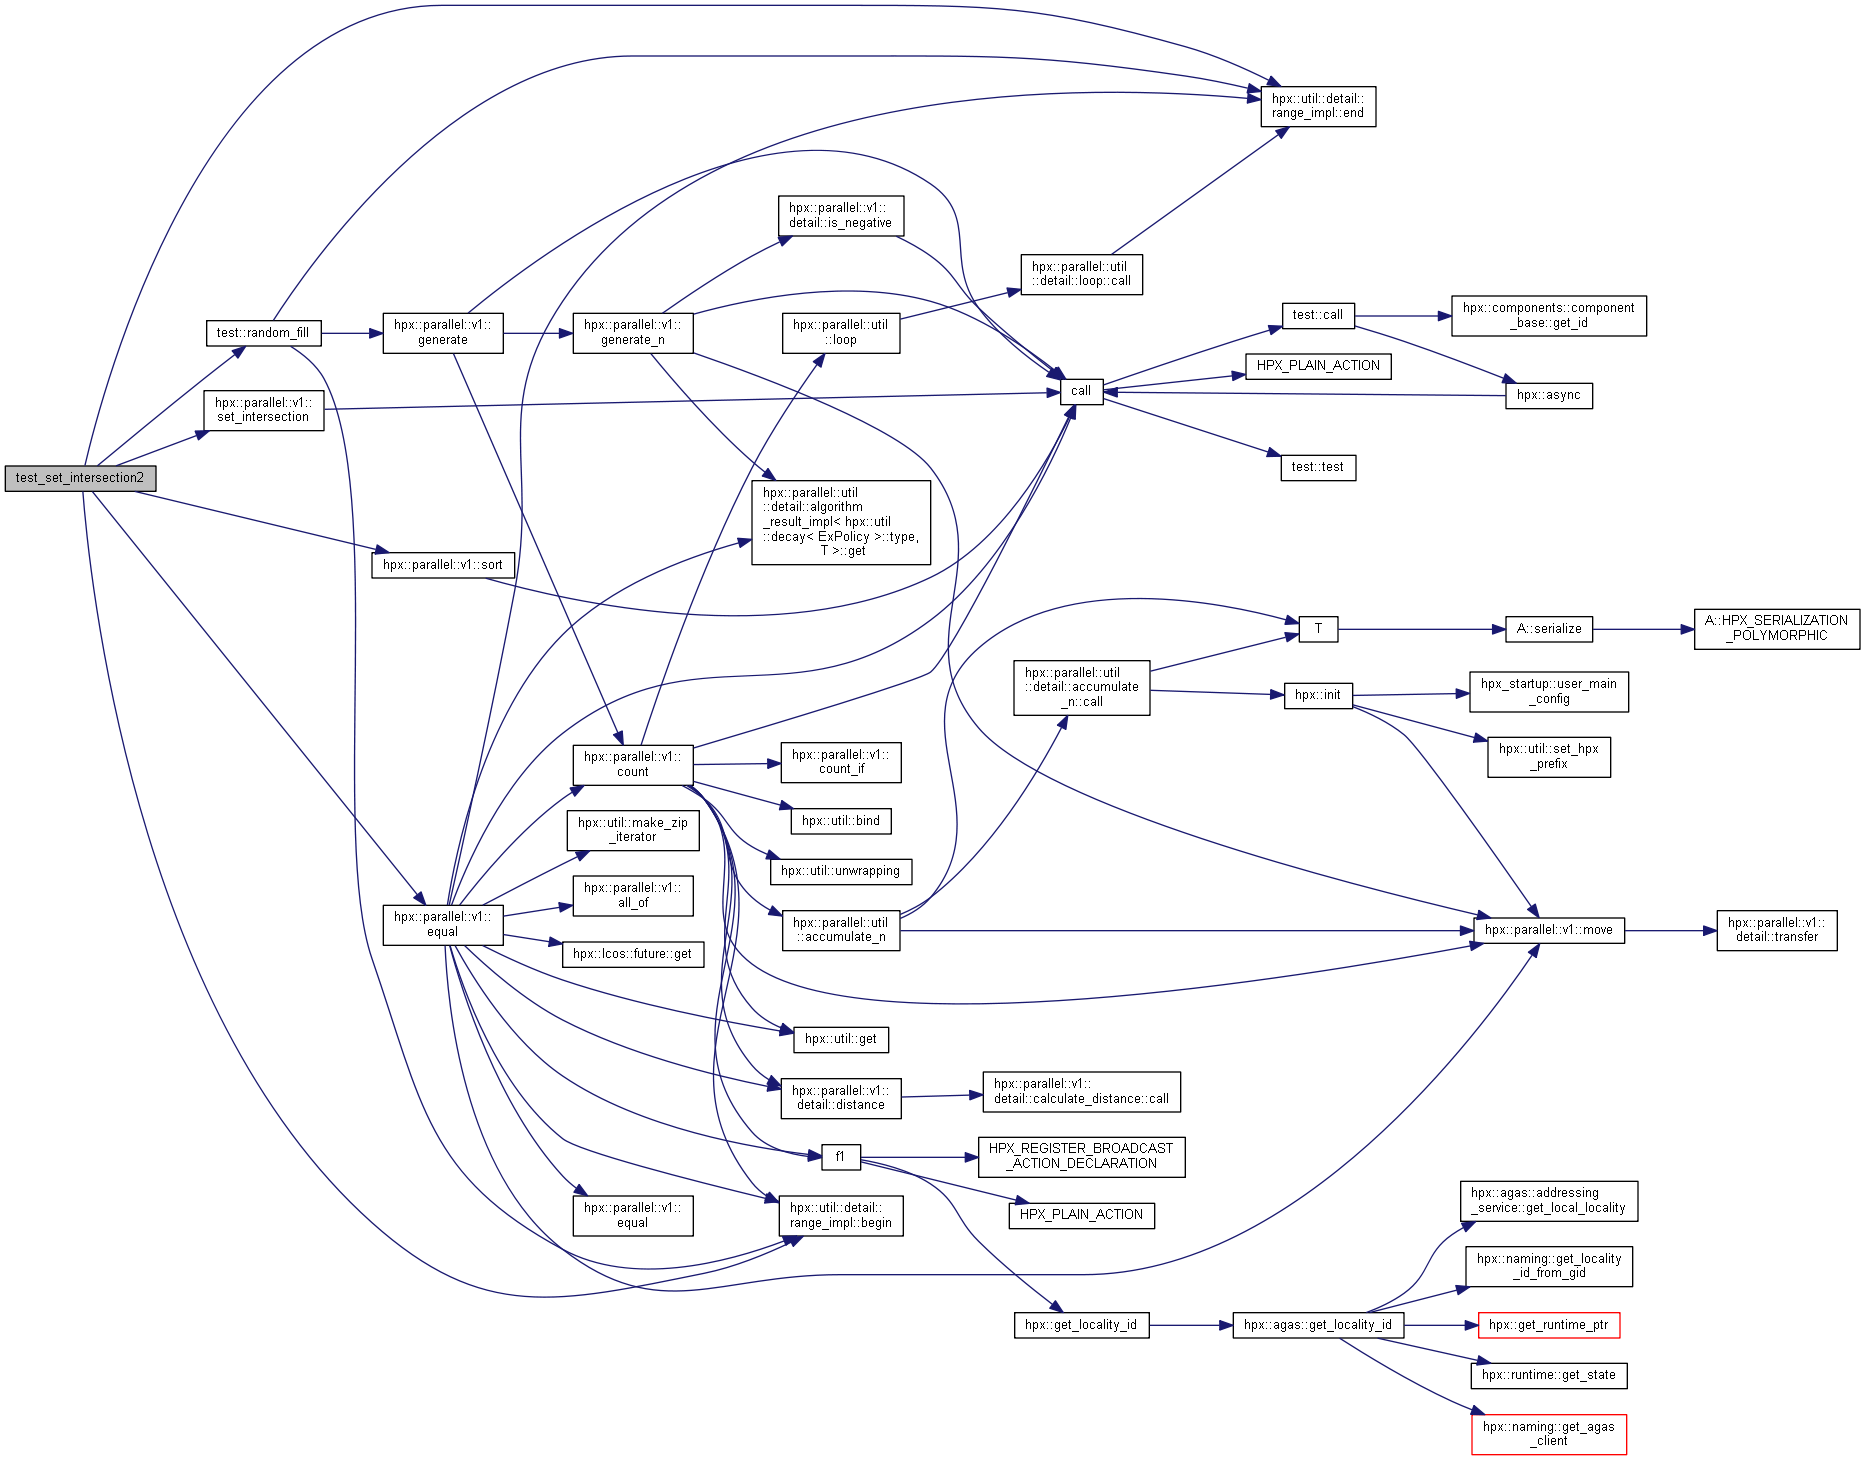 hpx::util::detail::
range_impl::end
hpx::parallel::v1::
detail::is_negative
hpx::parallel::util
::detail::loop::call
test::call
hpx::components::component
_base::get_id
test::random_fill
hpx::parallel::v1::
generate
hpx::parallel::v1::
generate_n
hpx::parallel::util
::loop
HPX_PLAIN_ACTION
call
hpx::async
hpx::parallel::v1::
set_intersection
test::test
test_set_intersection2
hpx::parallel::util
::detail::algorithm
_result_impl< hpx::util
::decay< ExPolicy >::type,
T >::get
hpx::parallel::v1::sort
T
A::serialize
A::HPX_SERIALIZATION
_POLYMORPHIC
hpx::parallel::util
::detail::accumulate
_n::call
hpx::init
hpx_startup::user_main
_config
hpx::util::set_hpx
_prefix
hpx::parallel::v1::
count
hpx::parallel::v1::
count_if
hpx::util::bind
hpx::util::make_zip
_iterator
hpx::util::unwrapping
hpx::parallel::v1::
all_of
hpx::parallel::v1::
equal
hpx::parallel::util
::accumulate_n
hpx::parallel::v1::move
hpx::parallel::v1::
detail::transfer
hpx::lcos::future::get
hpx::util::get
hpx::parallel::v1::
detail::distance
hpx::parallel::v1::
detail::calculate_distance::call
f1
HPX_REGISTER_BROADCAST
_ACTION_DECLARATION
HPX_PLAIN_ACTION
hpx::parallel::v1::
equal
hpx::util::detail::
range_impl::begin
hpx::agas::addressing
_service::get_local_locality
hpx::naming::get_locality
_id_from_gid
hpx::get_locality_id
hpx::agas::get_locality_id
hpx::get_runtime_ptr
hpx::runtime::get_state
hpx::naming::get_agas
_client